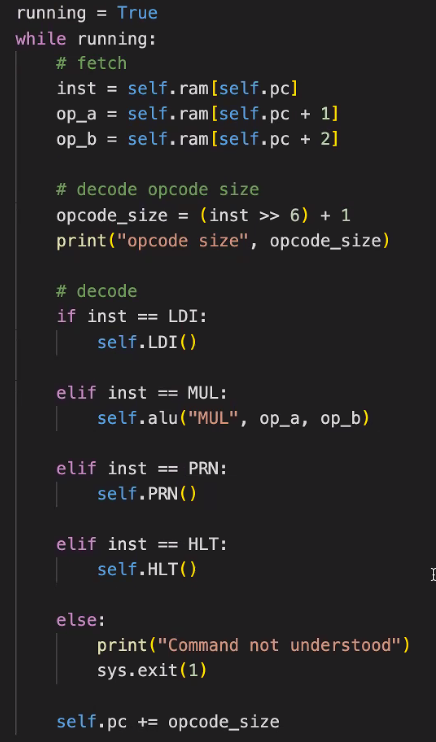 running = True
while running:
    # fetch
    inst = self.ram[self.pc]
    op_a = self.ram[self.pc + 1]
    op_b = self.ram[self.pc + 2]

    # decode opcode size
    opcode_size = (inst >> 6) + 1
    print("opcode size", opcode_size)

    # decode
    if inst == LDI:
        self.LDI()

    elif inst == MUL:
        self.alu("MUL", op_a, op_b)

    elif inst == PRN:
        self.PRN()

    elif inst == HLT:
        self.HLT()

    else:
        print("Command not understood")
        sys.exit(1)

    self.pc += opcode_size